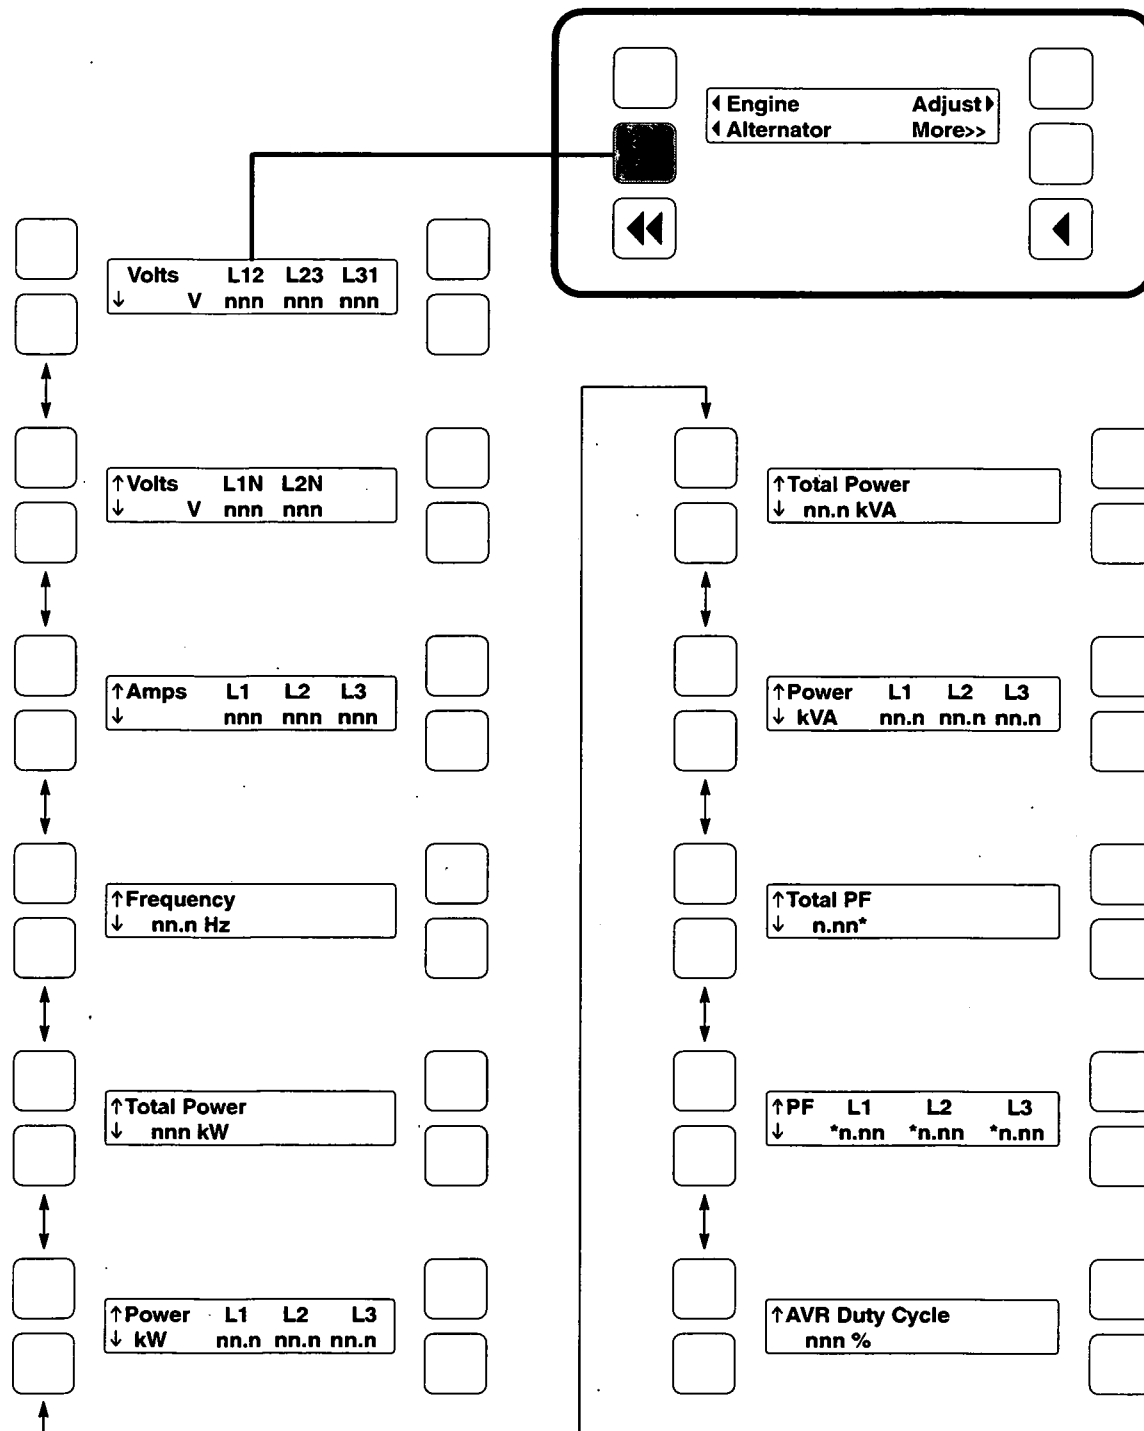 ◀ Engine Adjust ▶
◀ Alternator More>>
Volts L12 L23 L31
↓ V nnn nnn nnn
↑ Volts L1N L2N
↓ V nnn nnn
↑ Amps L1 L2 L3
↓ nnn nnn nnn
↑ Frequency
↓ nn.n Hz
↑ Total Power
↓ nnn kW
↑ Power L1 L2 L3
↓ kW nn.n nn.n nn.n
↑ Total Power
↓ nn.n kVA
↑ Power L1 L2 L3
↓ kVA nn.n nn.n nn.n
↑ Total PF
↓ n.nn*
↑ PF L1 L2 L3
↓ *n.nn *n.nn *n.nn
↑ AVR Duty Cycle
nnn %